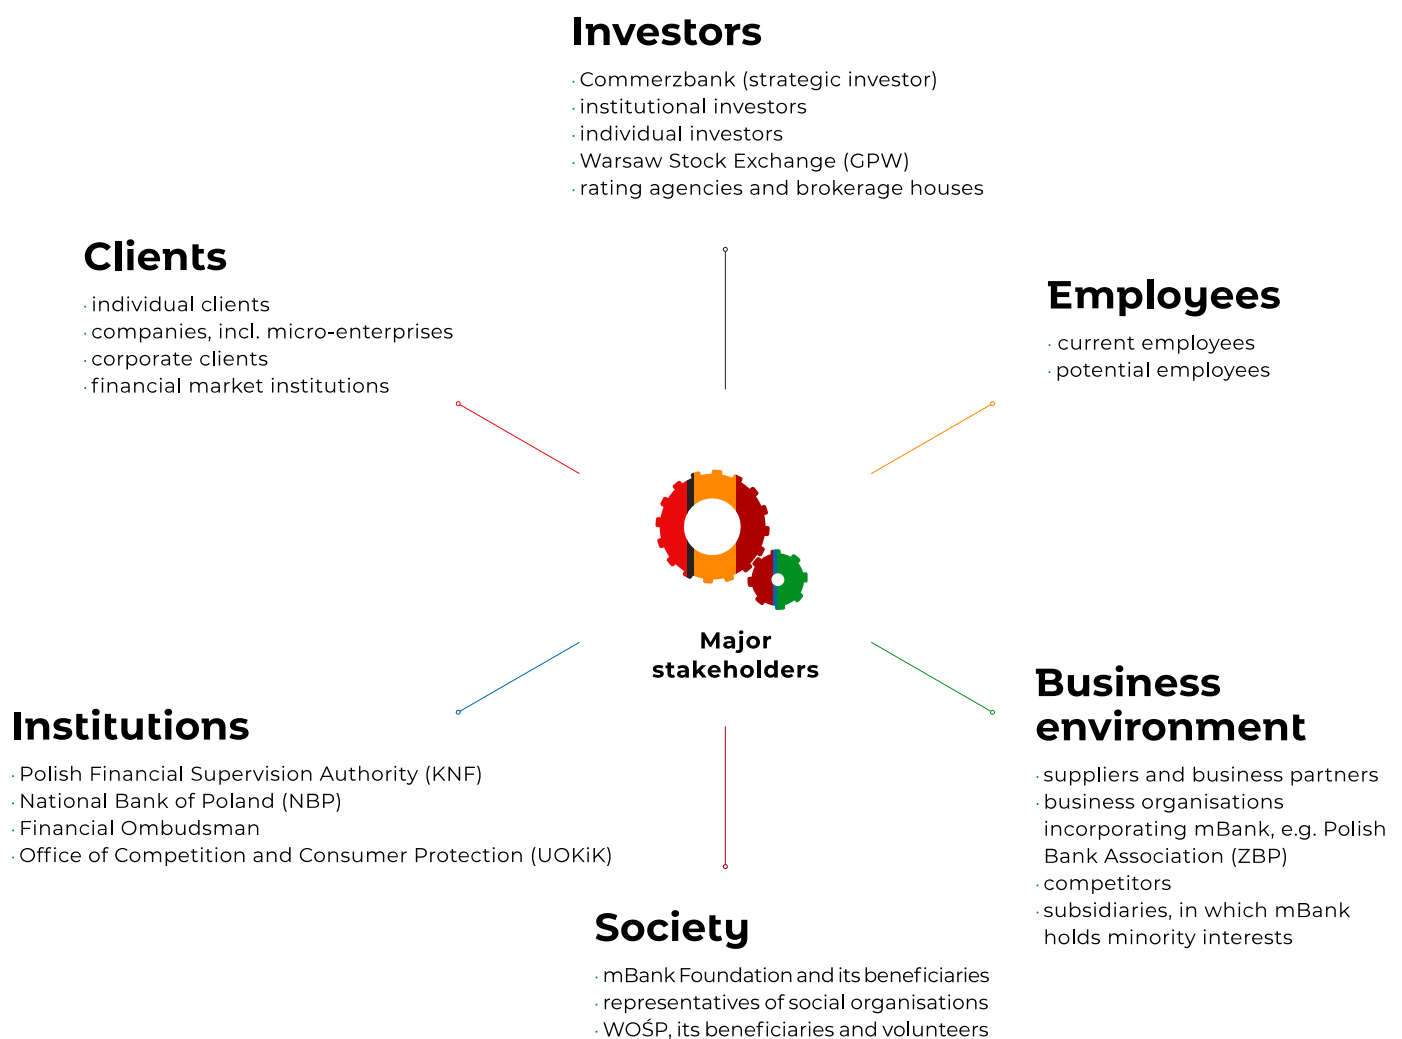 Investors
· Commerzbank (strategic investor)
· institutional investors
· individual investors
· Warsaw Stock Exchange (GPW)
· rating agencies and brokerage houses
Clients
· individual clients
· companies, incl. micro-enterprises
· corporate clients
· financial market institutions
Employees
· current employees
· potential employees
Major
stakeholders
Institutions
· Polish Financial Supervision Authority (KNF)
· National Bank of Poland (NBP)
· Financial Ombudsman
· Office of Competition and Consumer Protection (UOKiK)
Business
environment
· suppliers and business partners
· business organisations
incorporating mBank, e.g. Polish
Bank Association (ZBP)
· competitors
· subsidiaries, in which mBank
holds minority interests
Society
· mBank Foundation and its beneficiaries
· representatives of social organisations
· WOŚP, its beneficiaries and volunteers